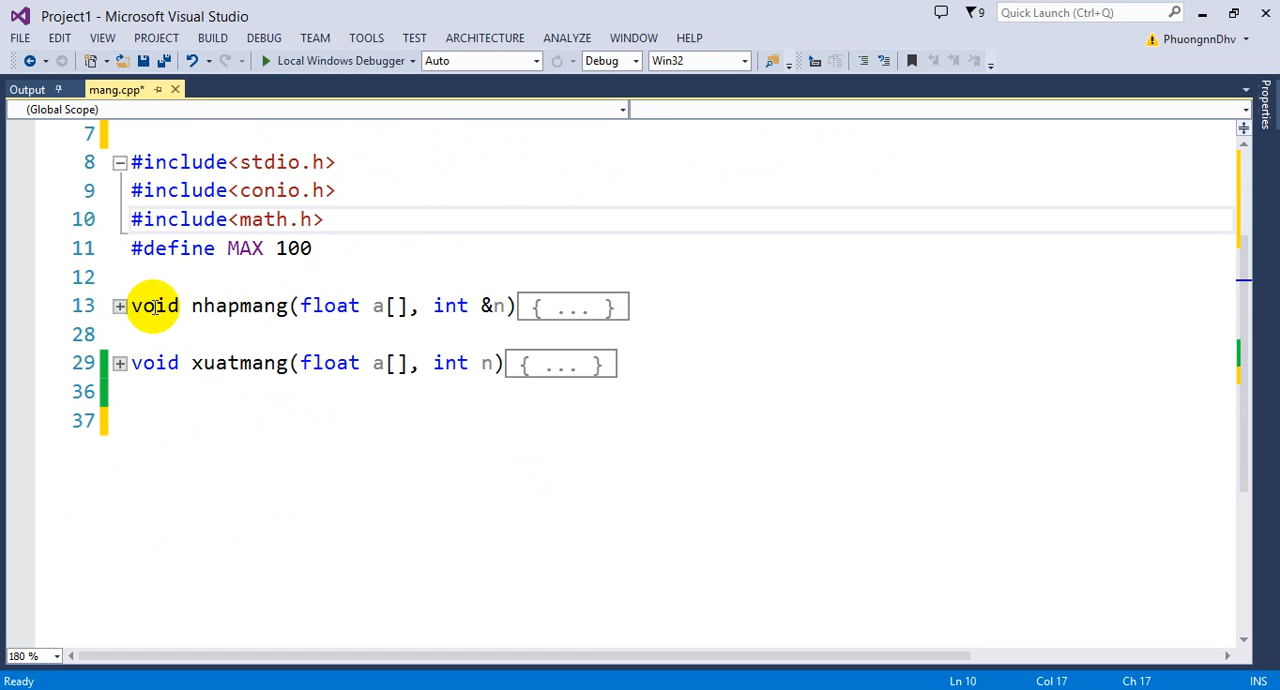 Project1 - Microsoft Visual Studio
9
Quick Launch (Ctrl+Q)
FILE EDIT VIEW PROJECT BUILD DEBUG TEAM TOOLS TEST ARCHITECTURE ANALYZE WINDOW HELP
PhuongnnDhv
Local Windows Debugger Auto Debug Win32
Output mang.cpp*
(Global Scope)
Properties
7
8 #include<stdio.h>
9 #include<conio.h>
10 #include<math.h>
11 #define MAX 100
12
13 void nhapmang(float a[], int &n){ ... }
28
29 void xuatmang(float a[], int n){ ... }
36
37
180 %
Ready Ln 10 Col 17 Ch 17 INS